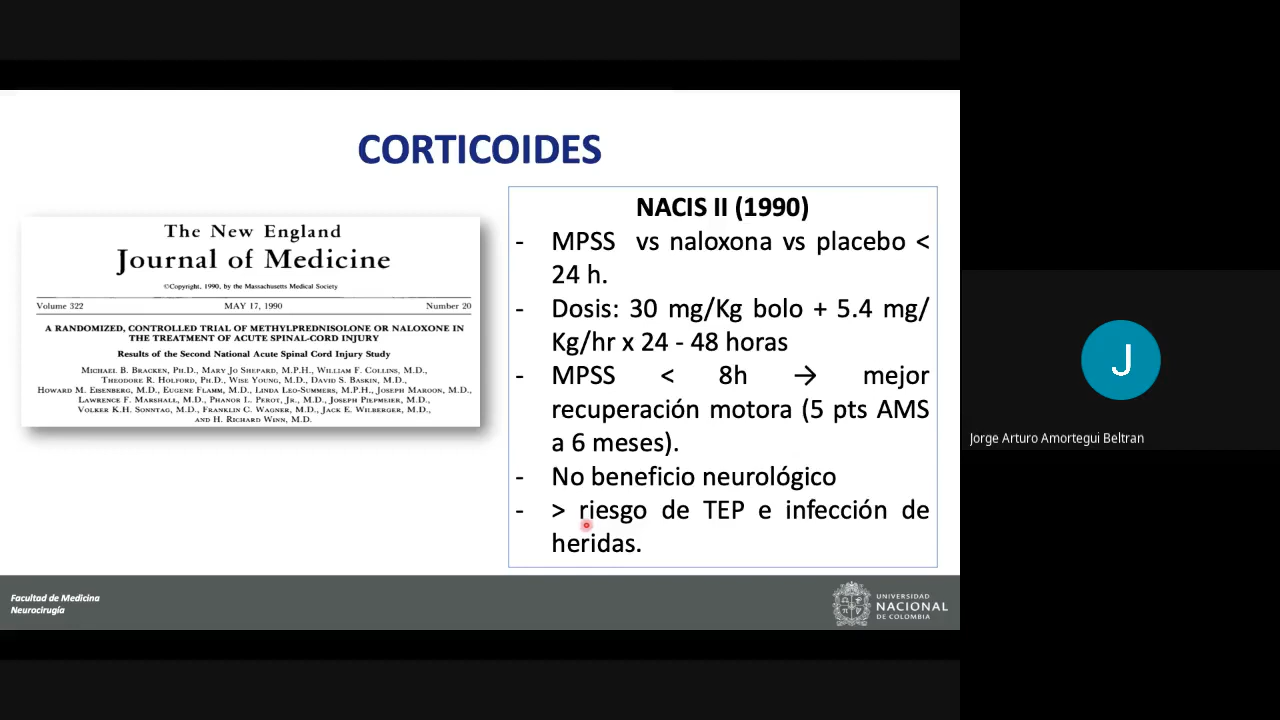 CORTICOIDES
The New England
Journal of Medicine
©Copyright, 1990, by the Massachusetts Medical Society
Volume 322 MAY 17, 1990 Number 20
A RANDOMIZED, CONTROLLED TRIAL OF METHYLPREDNISOLONE OR NALOXONE IN
THE TREATMENT OF ACUTE SPINAL-CORD INJURY
Results of the Second National Acute Spinal Cord Injury Study
MICHAEL B. BRACKEN, PH.D., MARY JO SHEPARD, M.P.H., WILLIAM F. COLLINS, M.D.,
THEODORE R. HOLFORD, PH.D., WISE YOUNG, M.D., DAVID S. BASKIN, M.D.,
HOWARD M. EISENBERG, M.D., EUGENE FLAMM, M.D., LINDA LEO-SUMMERS, M.P.H., JOSEPH MAROON, M.D.,
LAWRENCE F. MARSHALL, M.D., PHANOR L. PEROT, JR., M.D., JOSEPH PIEPMEIER, M.D.,
VOLKER K.H. SONNTAG, M.D., FRANKLIN C. WAGNER, M.D., JACK E. WILBERGER, M.D.,
AND H. RICHARD WINN, M.D.
NACIS II (1990)
- MPSS vs naloxona vs placebo <
24 h.
- Dosis: 30 mg/Kg bolo + 5.4 mg/
Kg/hr x 24 - 48 horas
- MPSS < 8h → mejor
recuperación motora (5 pts AMS
a 6 meses).
- No beneficio neurológico
- > riesgo de TEP e infección de
heridas.
J
Jorge Arturo Amortegui Beltran
Facultad de Medicina
Neurocirugía
UNIVERSIDAD
NACIONAL
DE COLOMBIA